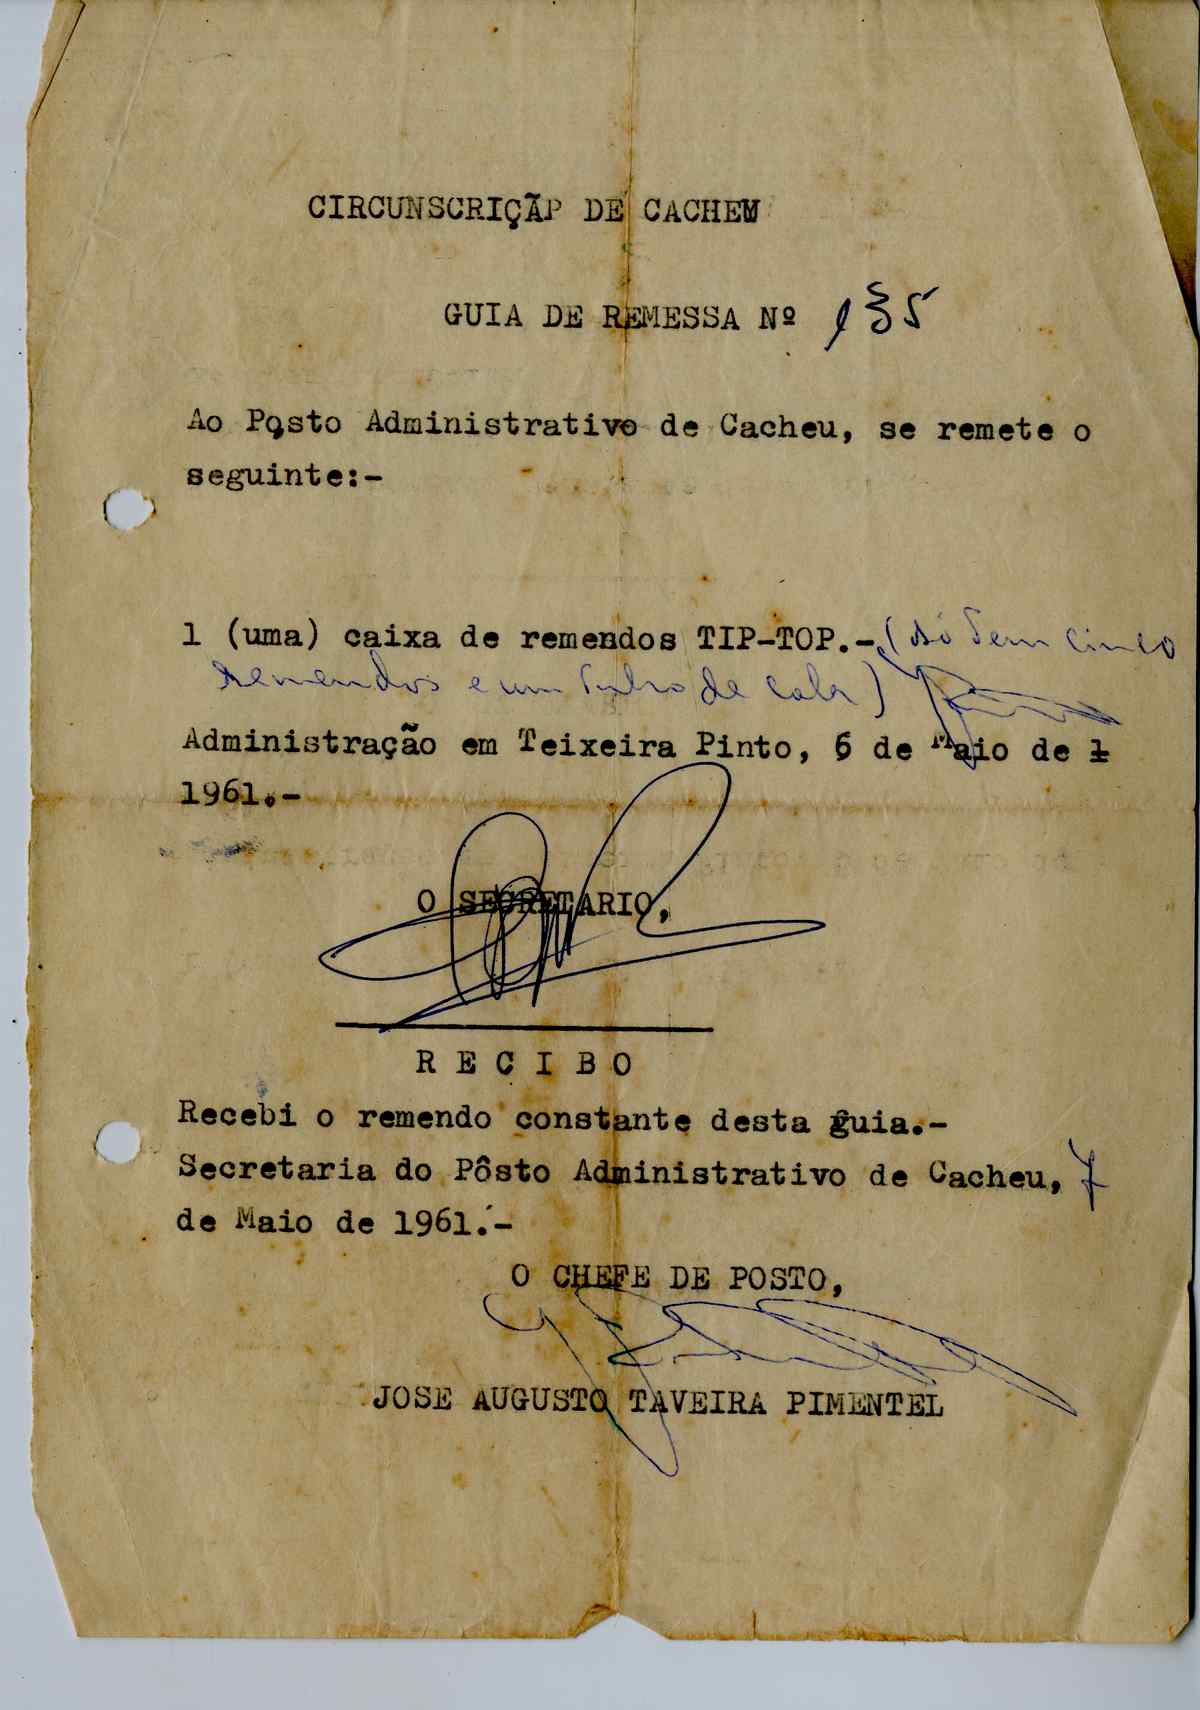 CIRCUNSCRIÇÃP DE CACHEU
GUIA DE REMESSA Nº 135
Ao Posto Administrativo de Cacheu, se remete o
seguinte:-
1 (uma) caixa de remendos TIP-TOP.- (só tem cinco
remendos e um tubo de cola)
Administração em Teixeira Pinto, 6 de Maio de 1
1961.-
O SECRETARIO,
R E C I B O
Recebi o remendo constante desta guia.-
Secretaria do Pôsto Administrativo de Cacheu, 7
de Maio de 1961.-
O CHEFE DE POSTO,
JOSE AUGUSTO TAVEIRA PIMENTEL